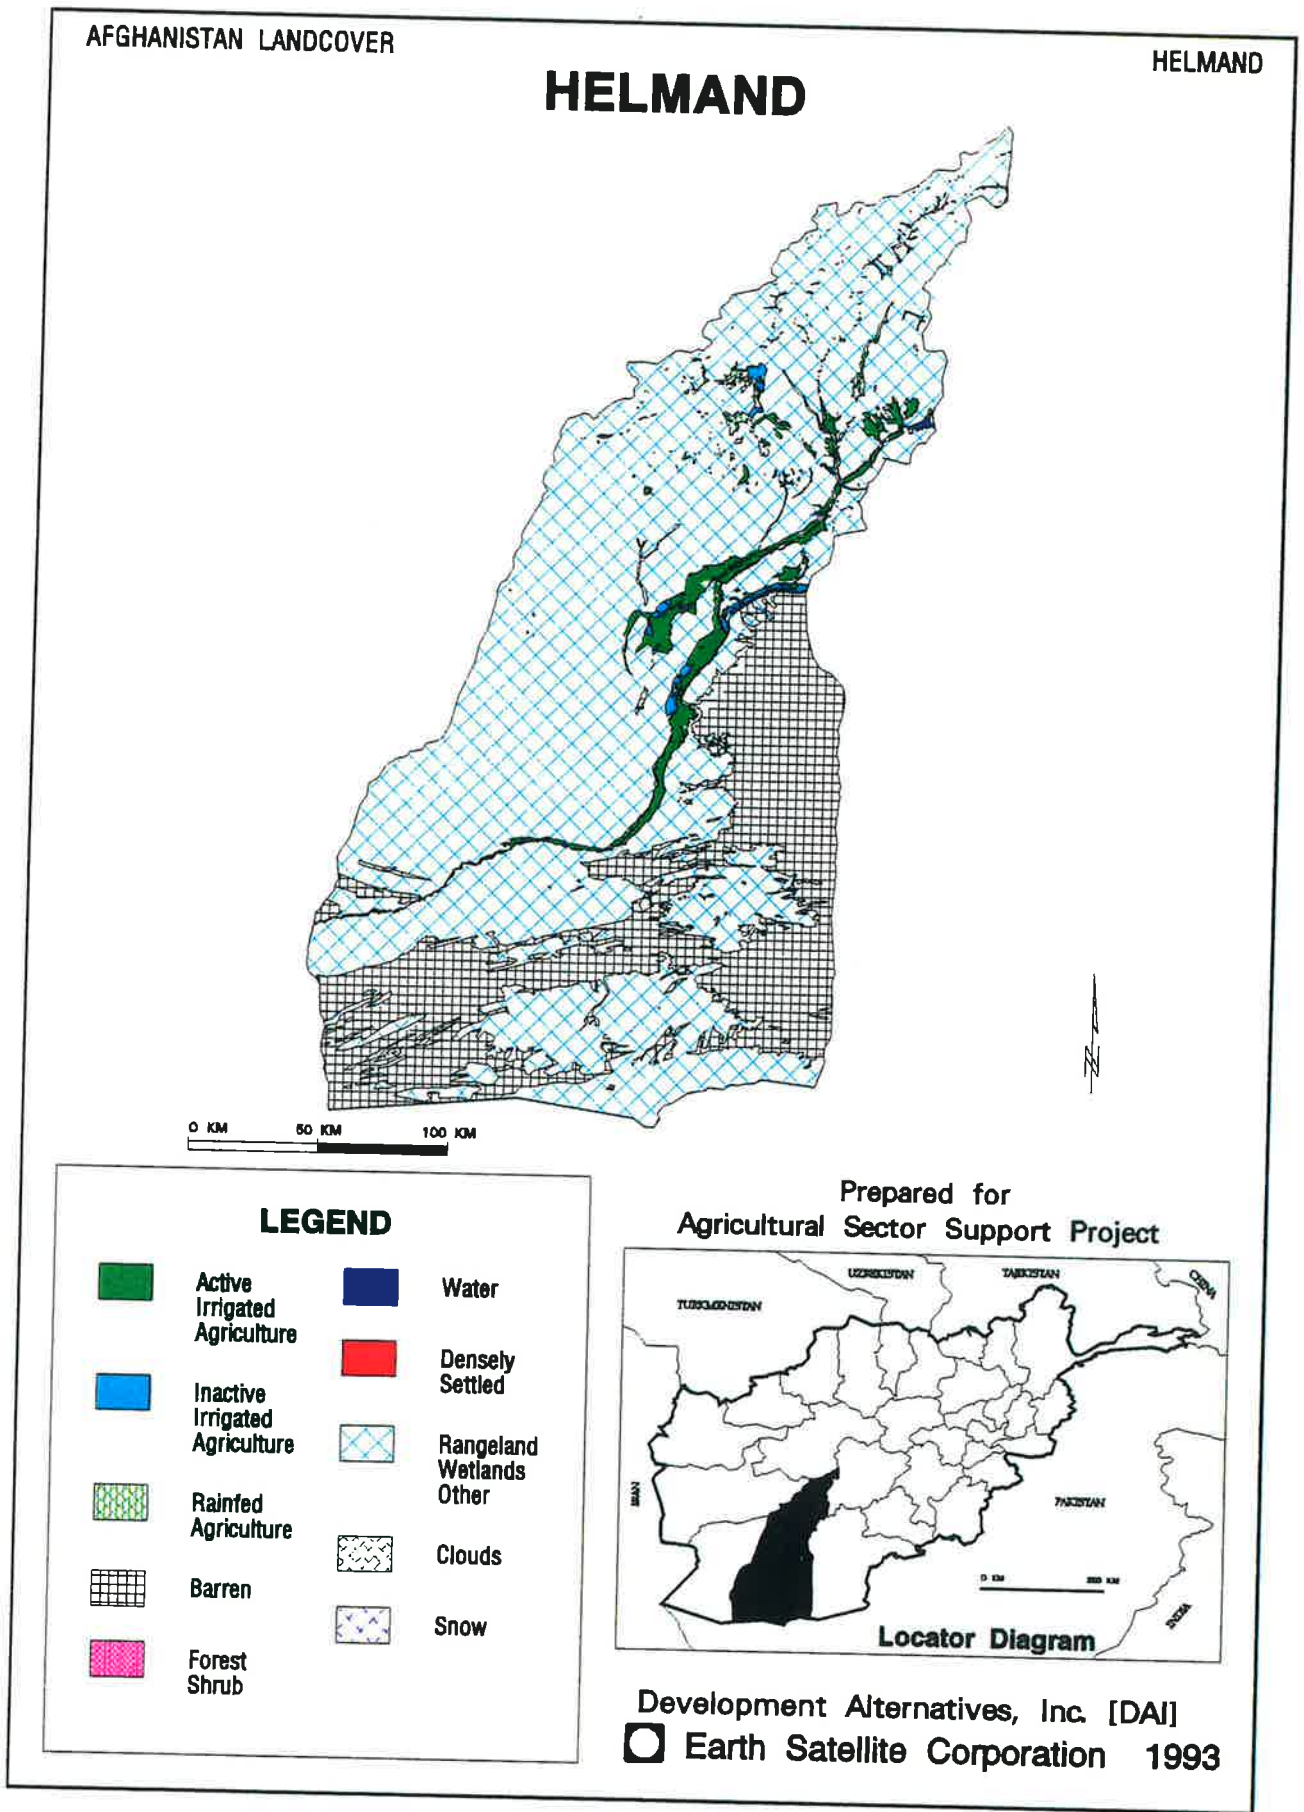 AFGHANISTAN LANDCOVER
HELMAND
HELMAND
0 KM 50 KM 100 KM
LEGEND
Active
Irrigated
Agriculture
Inactive
Irrigated
Agriculture
Rainfed
Agriculture
Barren
Forest
Shrub
Water
Densely
Settled
Rangeland
Wetlands
Other
Clouds
Snow
Prepared for
Agricultural Sector Support Project
UZBEKISTAN
TAJIKISTAN
CHINA
TURKMENISTAN
IRAN
PAKISTAN
INDIA
0 KM
Locator Diagram
Development Alternatives, Inc. [DAI]
Earth Satellite Corporation 1993